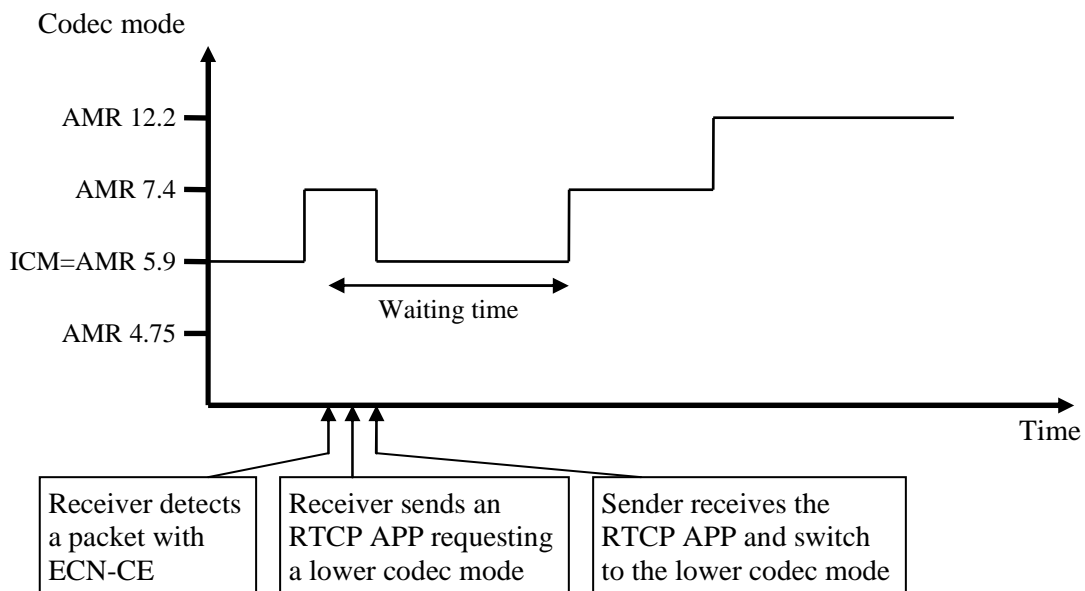 Codec mode
AMR 12.2
AMR 7.4
ICM=AMR 5.9
AMR 4.75
Waiting time
Time
Receiver detects
a packet with
ECN-CE
Receiver sends an
RTCP APP requesting
a lower codec mode
Sender receives the
RTCP APP and switch
to the lower codec mode